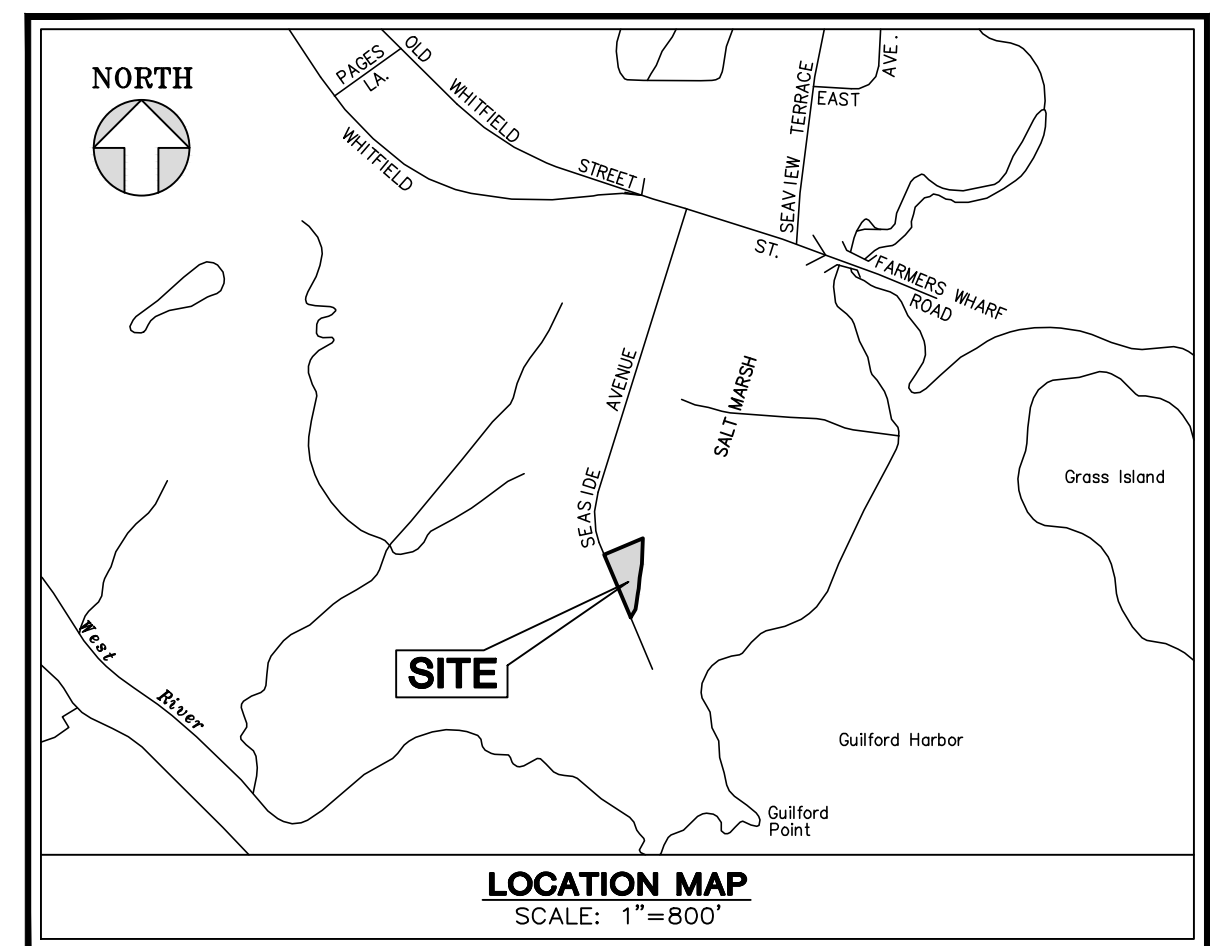 NORTH
PAGES
LA.
OLD
WHITFIELD
STREET
WHITFIELD
SEAVIEW TERRACE
EAST
AVE.
ST.
FARMERS WHARF
ROAD
SEASIDE AVENUE
SALT MARSH
Grass Island
West
River
SITE
Guilford Harbor
Guilford
Point
LOCATION MAP
SCALE: 1"=800'